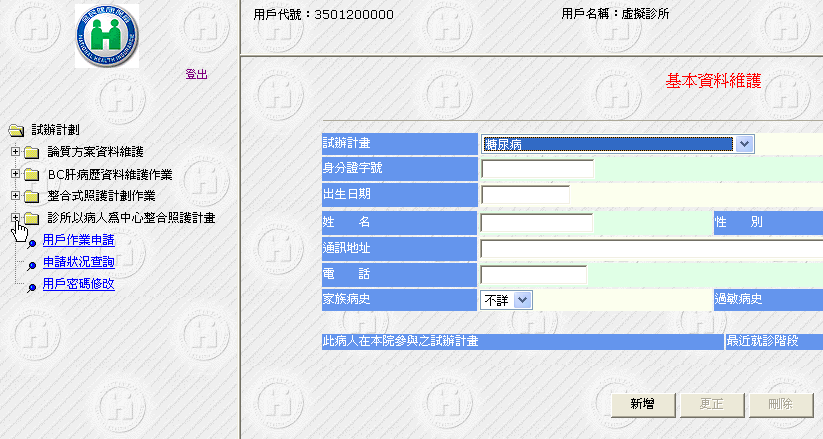 用戶代號：3501200000
用戶名稱：虛擬診所
NATIONAL HEALTH INSURANCE
登出
試辦計劃
論質方案資料維護
BC肝病歷資料維護作業
整合式照護計劃作業
診所以病人為中心整合照護計畫
用戶作業申請
申請狀況查詢
用戶密碼修改
基本資料維護
試辦計畫 糖尿病
身分證字號
出生日期
姓 名 性 別
通訊地址
電 話
家族病史 不詳 過敏病史
此病人在本院參與之試辦計畫 最近就診階段
新增 更正 刪除